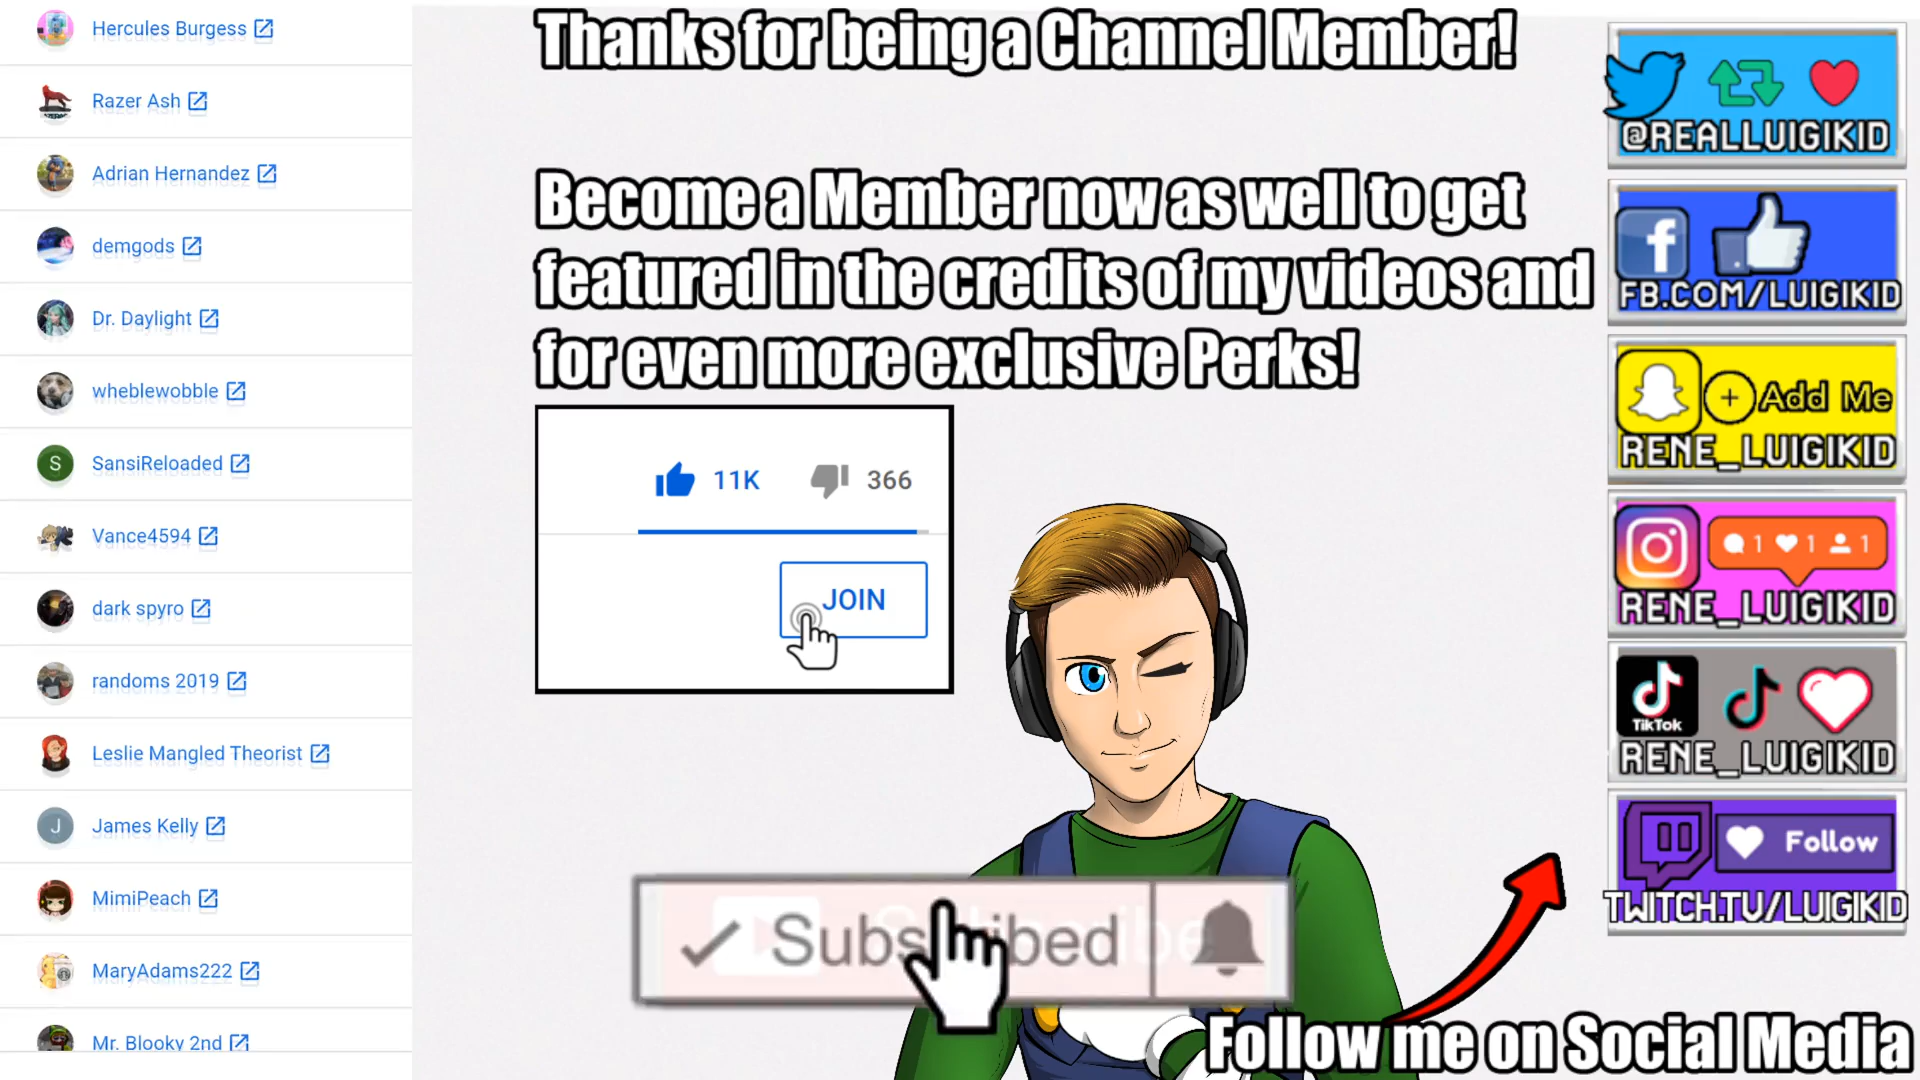 Hercules Burgess
Razer Ash
Adrian Hernandez
demgods
Dr. Daylight
wheblewobble
S
SansiReloaded
Vance4594
dark spyro
randoms 2019
Leslie Mangled Theorist
J
James Kelly
MimiPeach
MaryAdams222
Mr. Blooky 2nd
Thanks for being a Channel Member!
Become a Member now as well to get
featured in the credits of my videos and
for even more exclusive Perks!
11K 366
JOIN
Subscribed
@REALLUIGIKID
f
FB.COM/LUIGIKID
+ Add Me
RENE_LUIGIKID
1 1 1
RENE_LUIGIKID
TikTok
RENE_LUIGIKID
Follow
TWITCH.TV/LUIGIKID
Follow me on Social Media